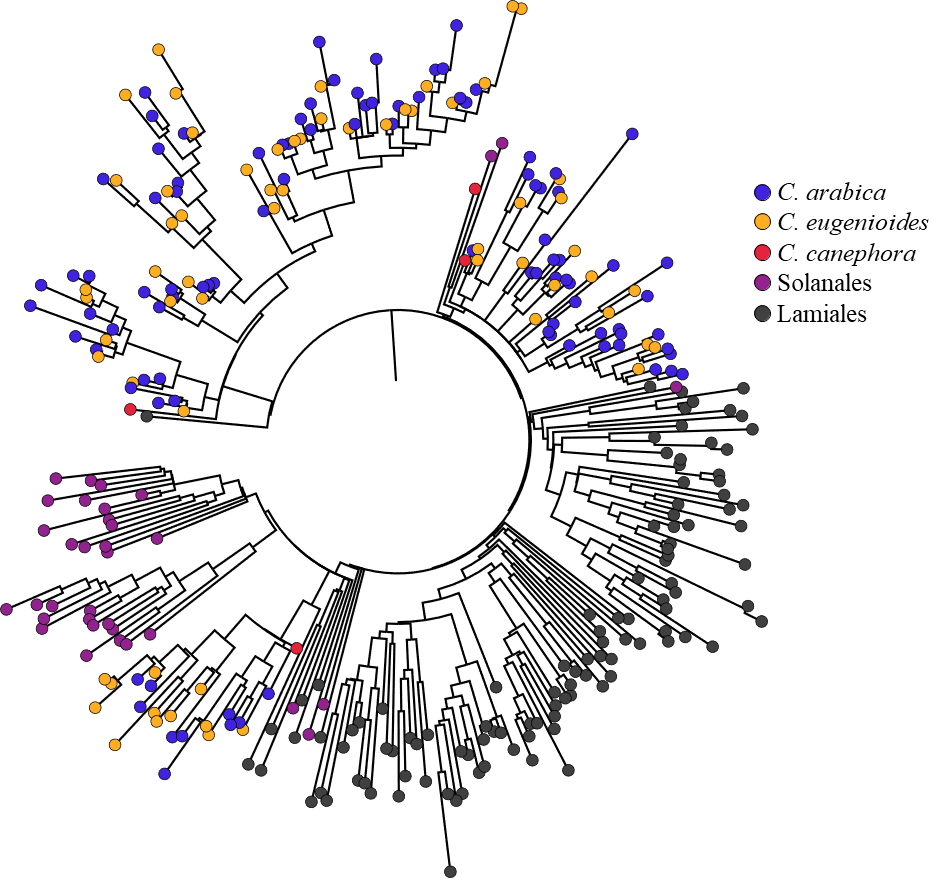 C. arabica
C. eugenioides
C. canephora
Solanales
Lamiales